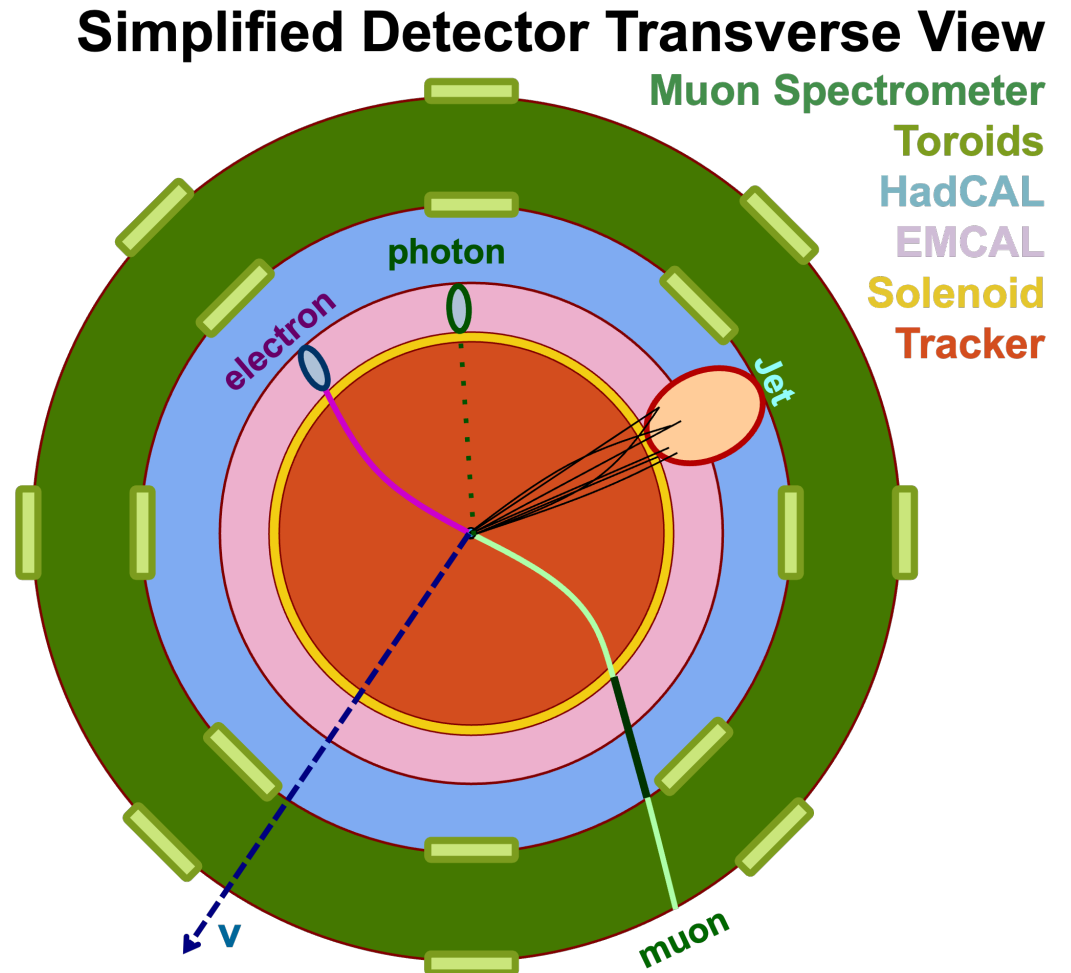 Simplified Detector Transverse View
Muon Spectrometer
Toroids
HadCAL
EMCAL
Solenoid
Tracker
photon
electron
Jet
v
muon